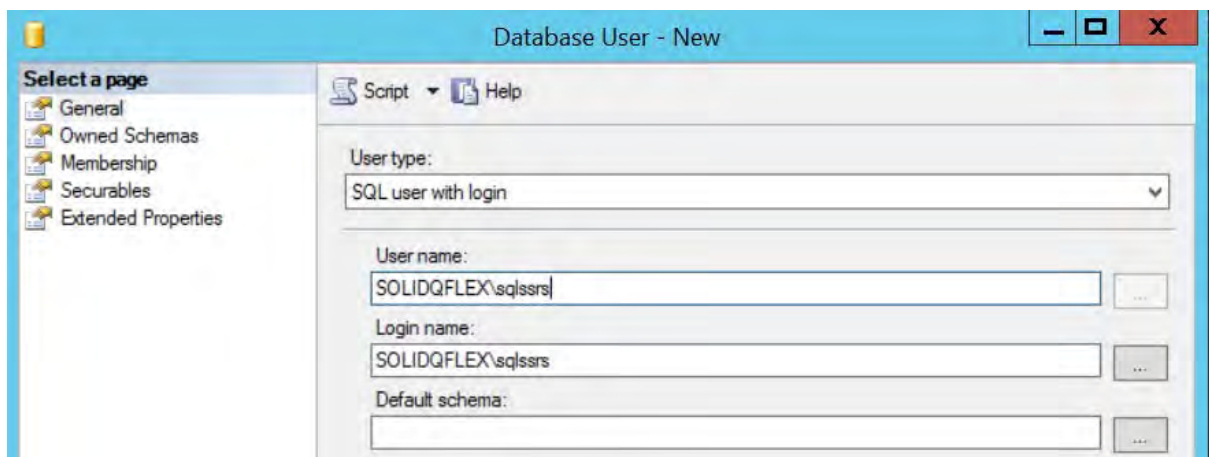 Database User - New
Select a page
General
Owned Schemas
Membership
Securables
Extended Properties
Script Help
User type:
SQL user with login
User name:
SOLIDQFLEX\sqlssrs
...
Login name:
SOLIDQFLEX\sqlssrs
...
Default schema:
...